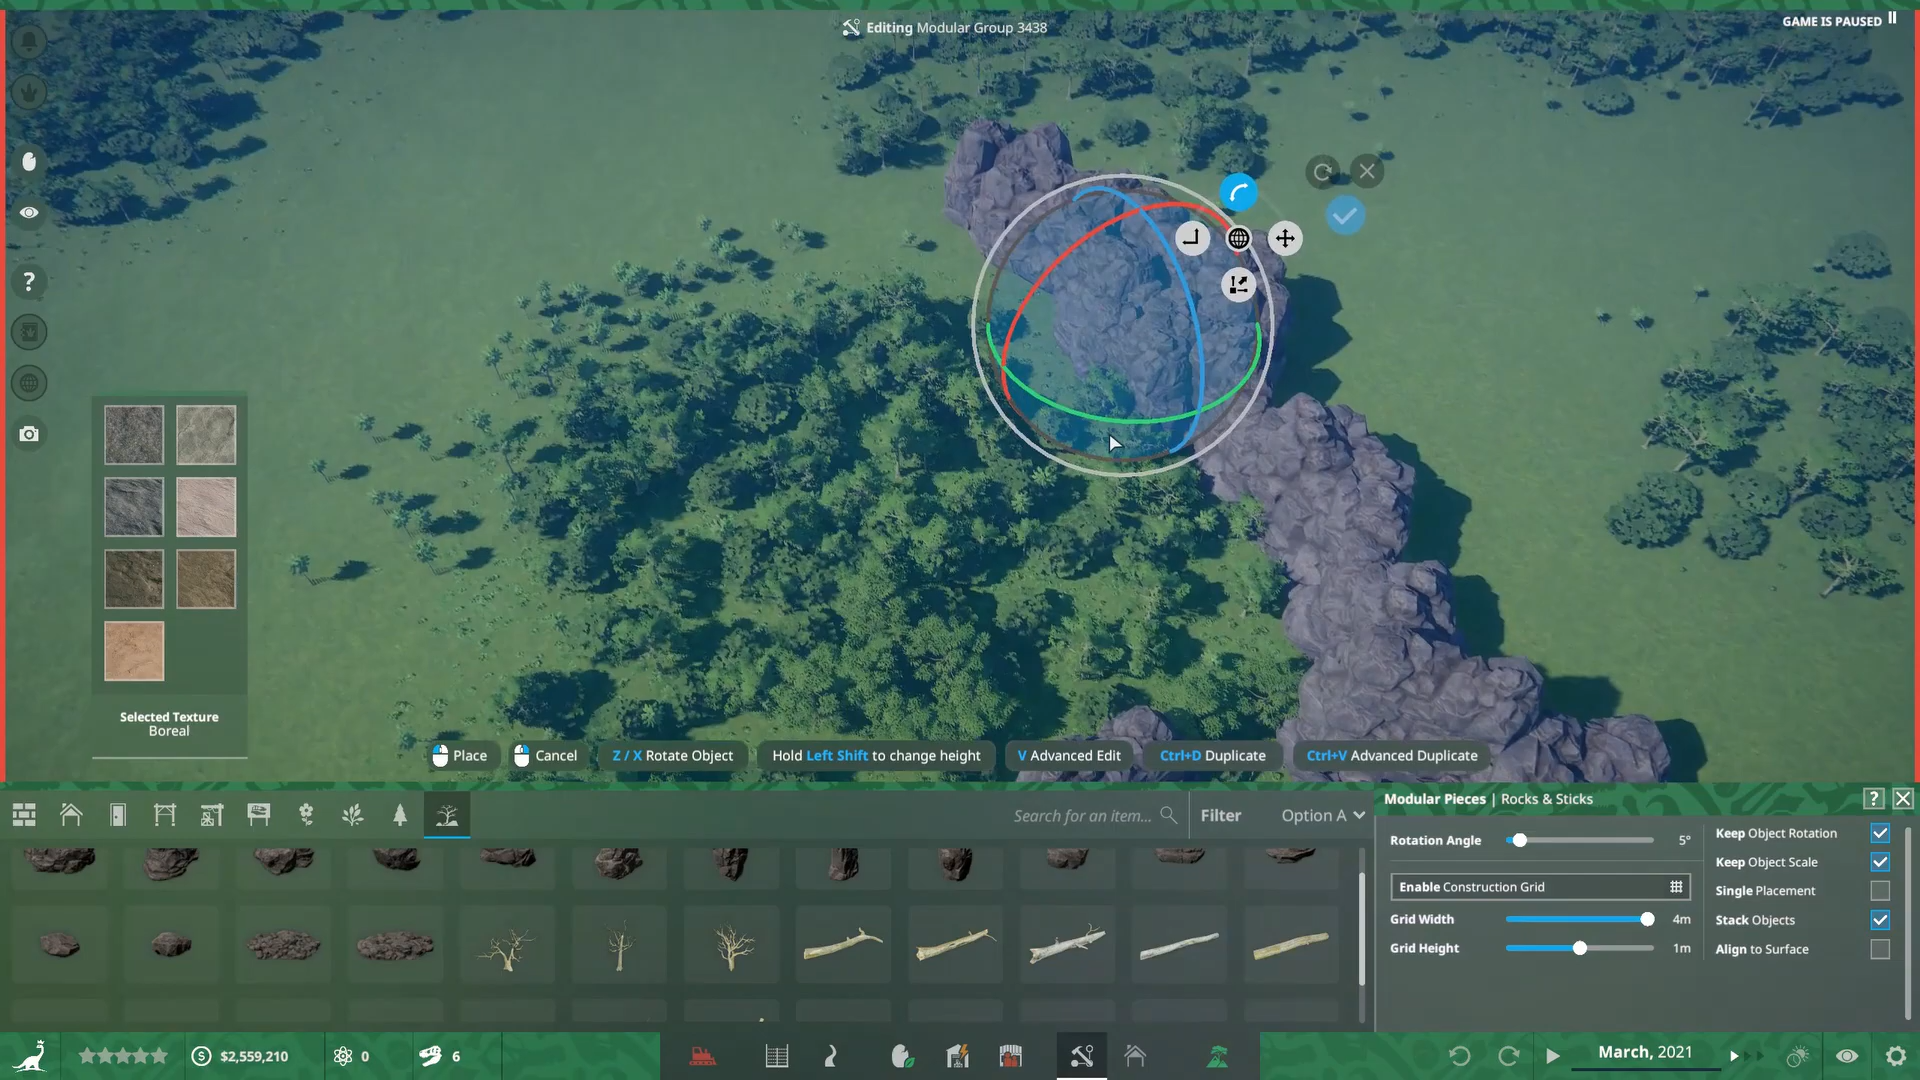 Editing Modular Group 3438
GAME IS PAUSED
?
Selected Texture
Boreal
Place
Cancel
Z / X Rotate Object
Hold Left Shift to change height
V Advanced Edit
Ctrl+D Duplicate
Ctrl+V Advanced Duplicate
Search for an item...
Filter
Option A
Modular Pieces | Rocks & Sticks
?
Rotation Angle
5°
Enable Construction Grid
Grid Width
4m
Grid Height
1m
Keep Object Rotation
Keep Object Scale
Single Placement
Stack Objects
Align to Surface
$2,559,210
0
6
March, 2021